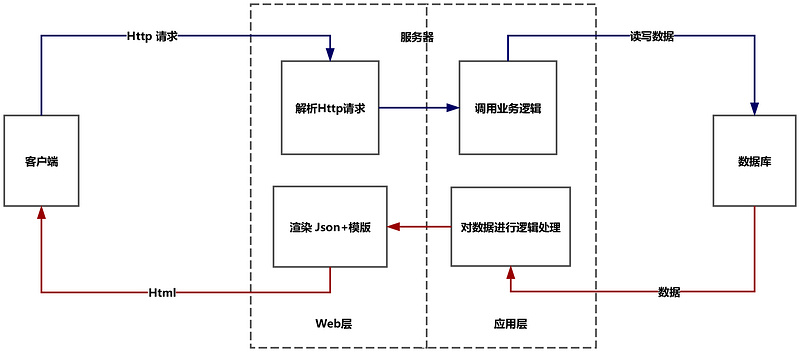 Http 请求
服务器
读写数据
解析Http请求
调用业务逻辑
客户端
数据库
渲染 Json+模版
对数据进行逻辑处理
Html
数据
Web层
应用层